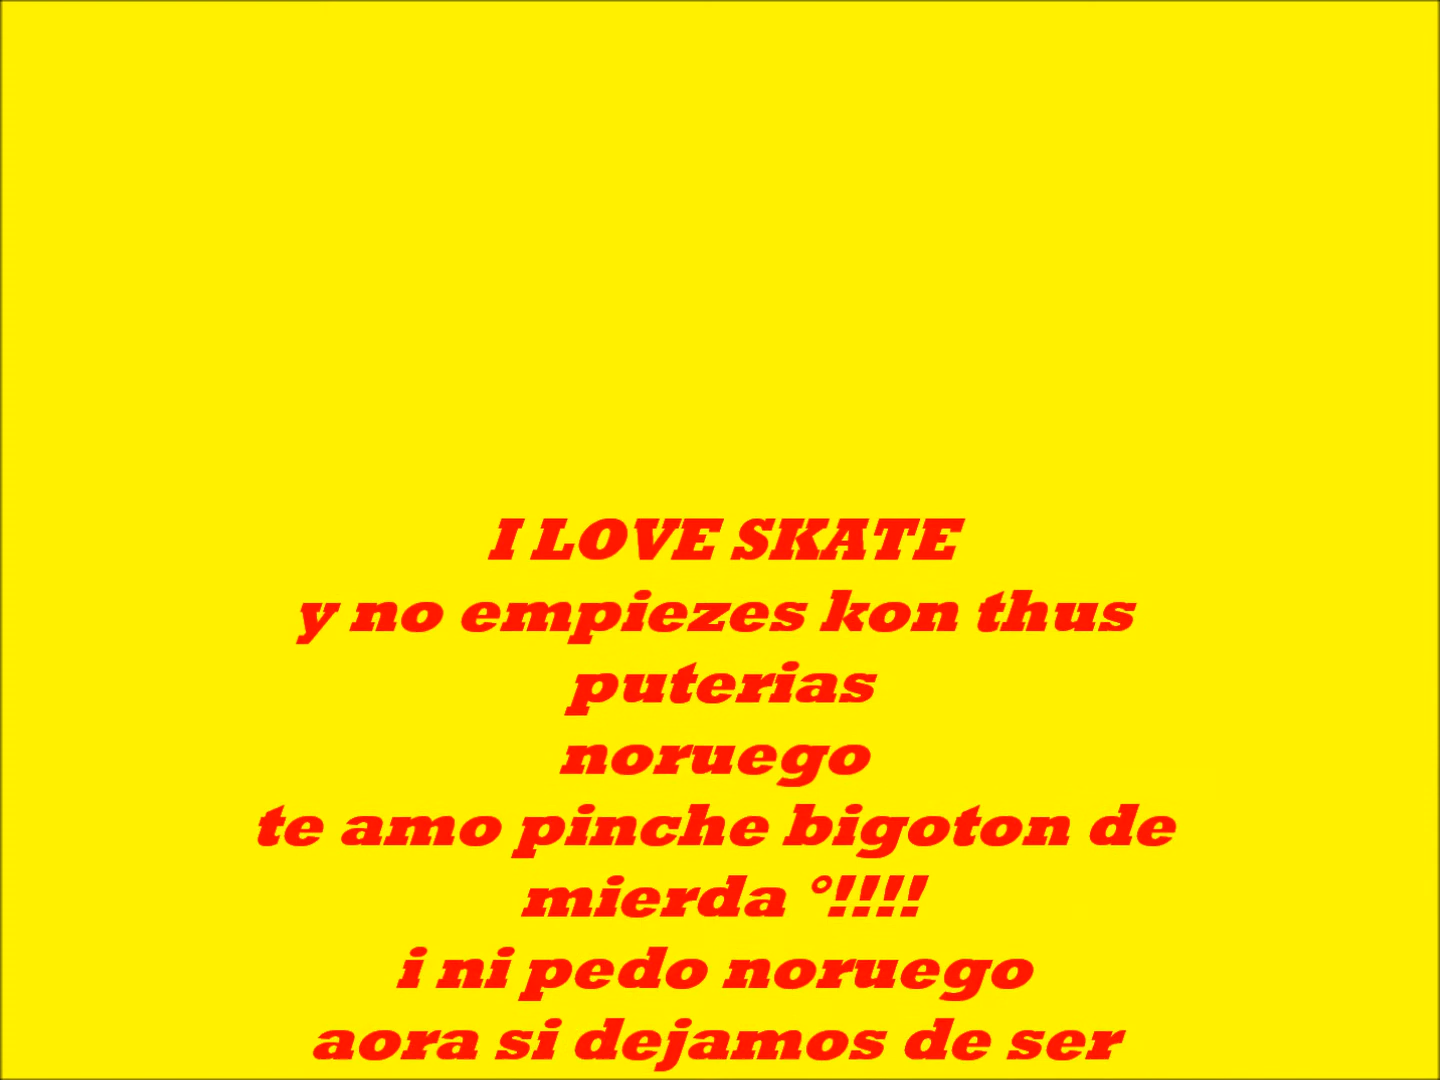 I LOVE SKATE
y no empiezes kon thus
puterias
noruego
te amo pinche bigoton de
mierda °!!!!
i ni pedo noruego
aora si dejamos de ser